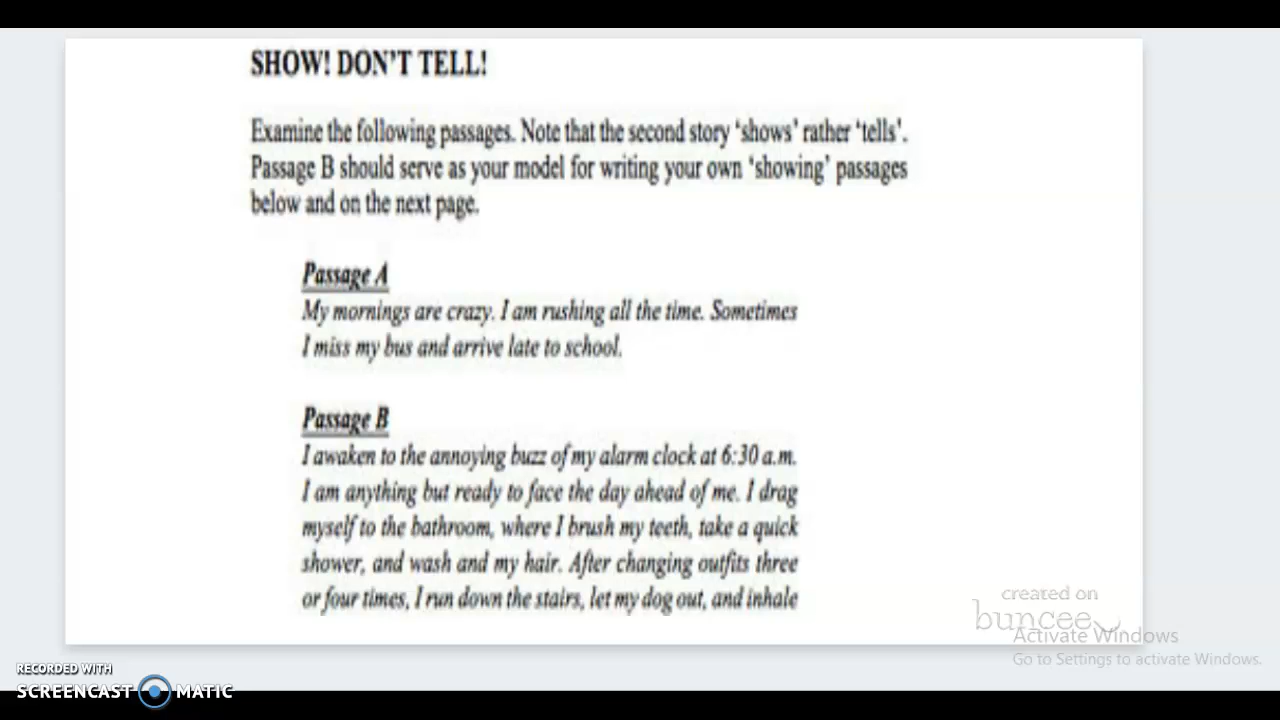 SHOW! DON'T TELL!
Examine the following passages. Note that the second story 'shows' rather 'tells'.
Passage B should serve as your model for writing your own 'showing' passages
below and on the next page.
Passage A
My mornings are crazy. I am rushing all the time. Sometimes
I miss my bus and arrive late to school.
Passage B
I awaken to the annoying buzz of my alarm clock at 6:30 a.m.
I am anything but ready to face the day ahead of me. I drag
myself to the bathroom, where I brush my teeth, take a quick
shower, and wash and my hair. After changing outfits three
or four times, I run down the stairs, let my dog out, and inhale
created on
buncee
Activate Windows
Go to Settings to activate Windows.
RECORDED WITH
SCREENCAST MATIC